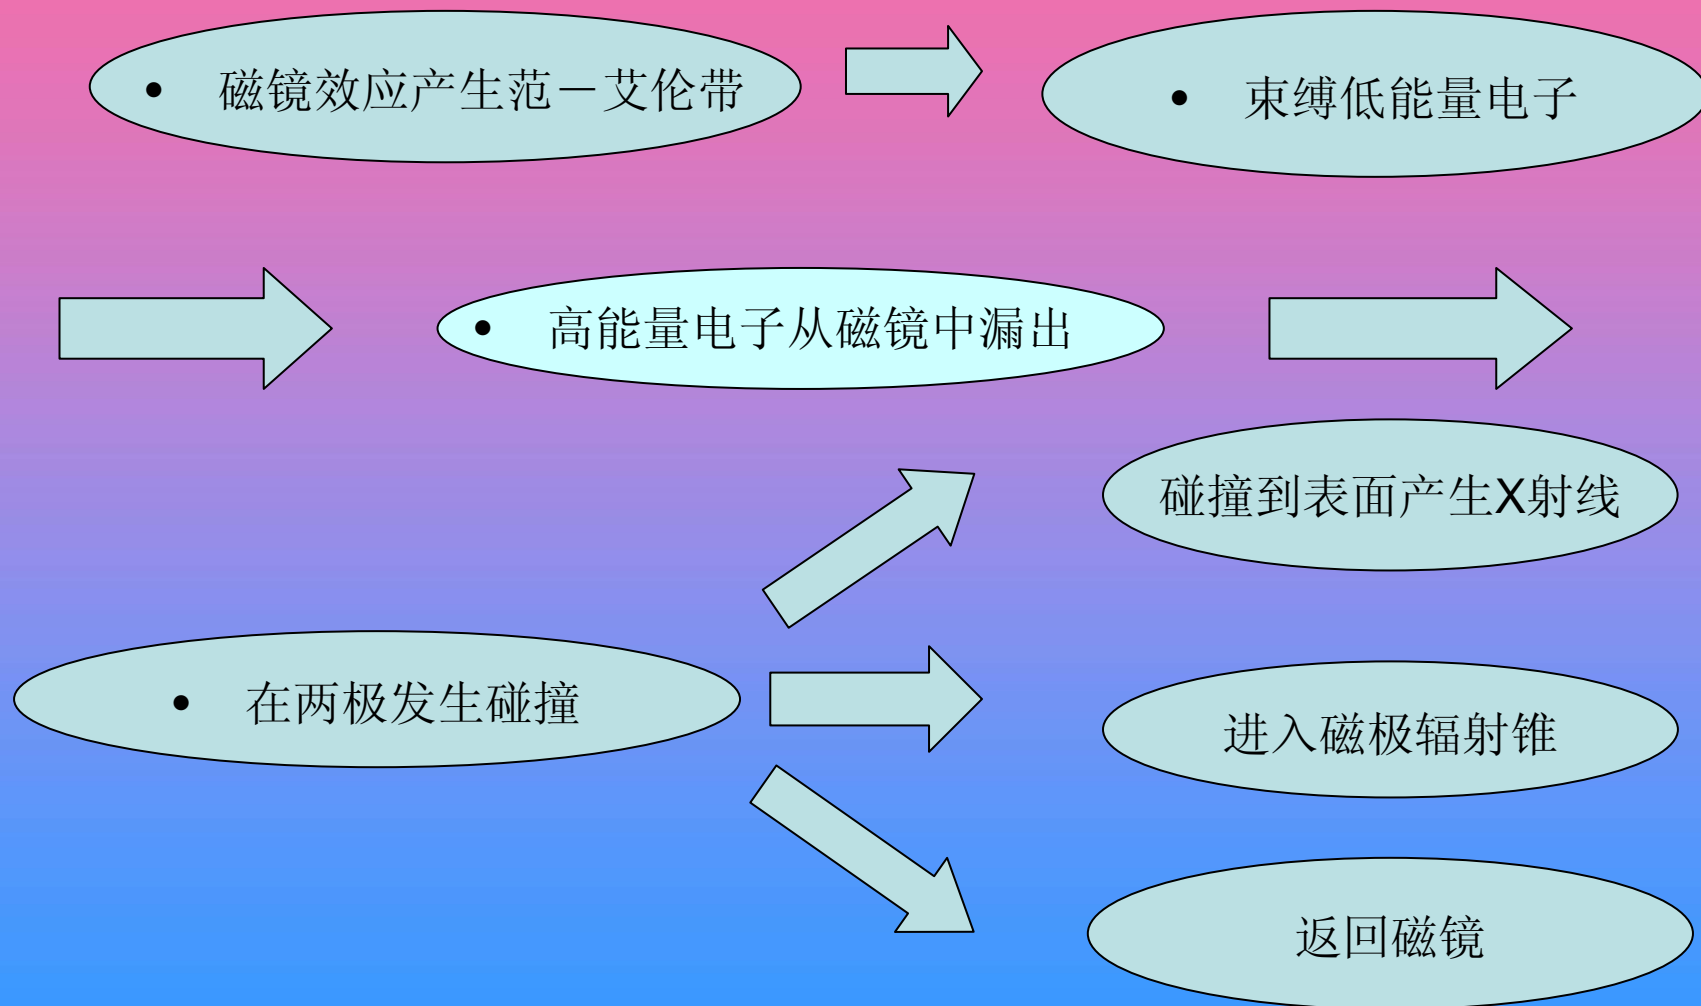 • 磁镜效应产生范－艾伦带
• 束缚低能量电子
• 高能量电子从磁镜中漏出
碰撞到表面产生X射线
• 在两极发生碰撞
进入磁极辐射锥
返回磁镜